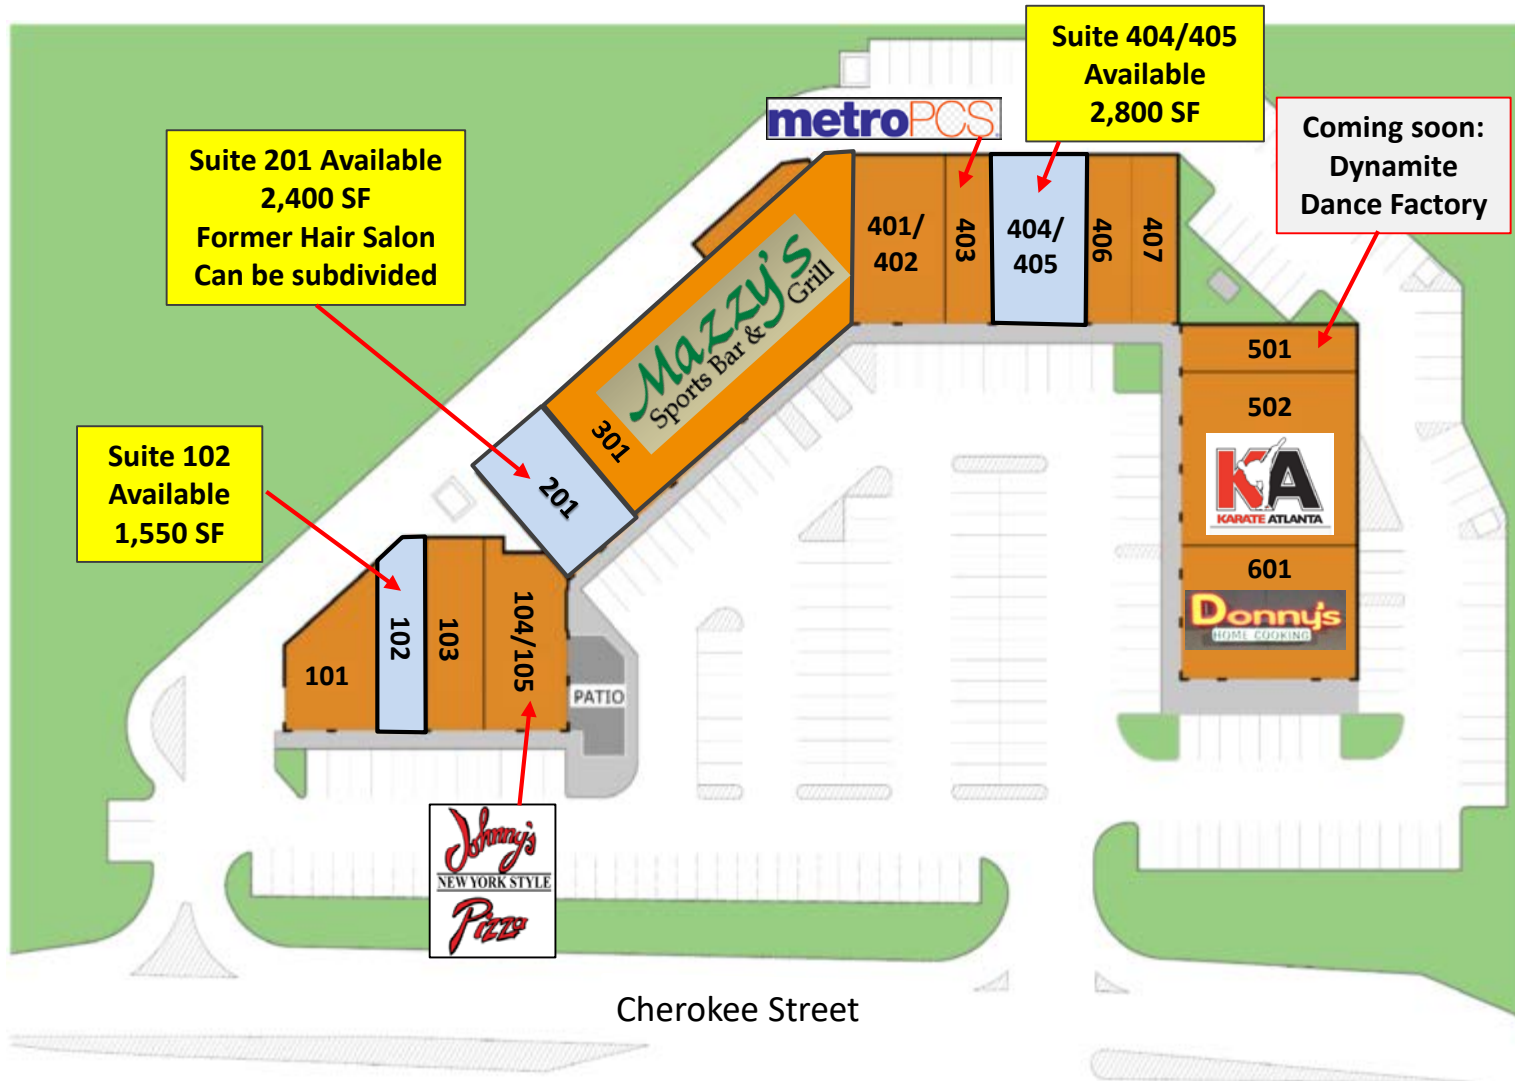 Suite 404/405
Available
2,800 SF
metroPCS
Coming soon:
Dynamite
Dance Factory
Suite 201 Available
2,400 SF
Former Hair Salon
Can be subdivided
401/
402
403
404/
405
406
407
Mazzy's
Sports Bar & Grill
301
201
501
502
KA
KARATE ATLANTA
601
Donny's
HOME COOKING
Suite 102
Available
1,550 SF
101
102
103
104/105
PATIO
Johnny's
NEW YORK STYLE
Pizza
Cherokee Street